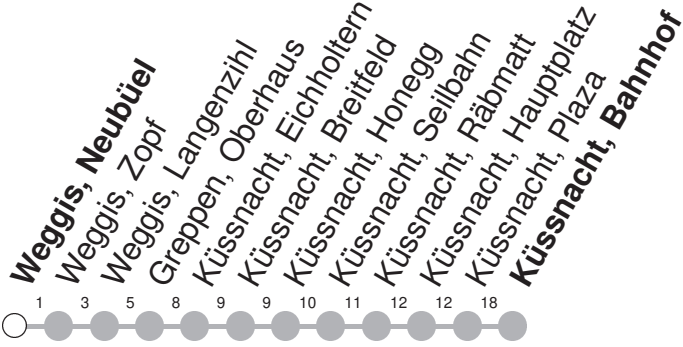 Weggis, Neubüel
Weggis, Zopf
Weggis, Langenzihl
Greppen, Oberhaus
Küssnacht, Eichholtern
Küssnacht, Breitfeld
Küssnacht, Honegg
Küssnacht, Seilbahn
Küssnacht, Räbmatt
Küssnacht, Hauptplatz
Küssnacht, Plaza
Küssnacht, Bahnhof
1 3 5 8 9 9 10 11 12 12 18